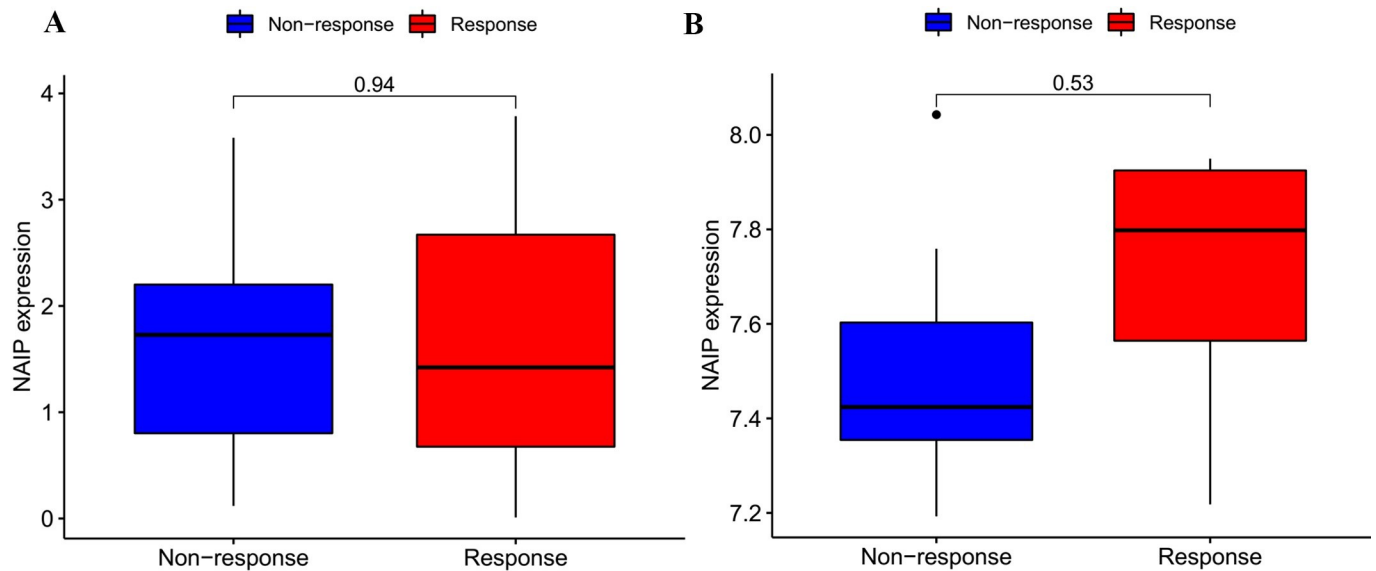 A
Non−response Response
0.94
4
3
2
1
0
NAIP expression
Non−response Response
B
Non−response Response
0.53
8.0
7.8
7.6
7.4
7.2
NAIP expression
Non−response Response